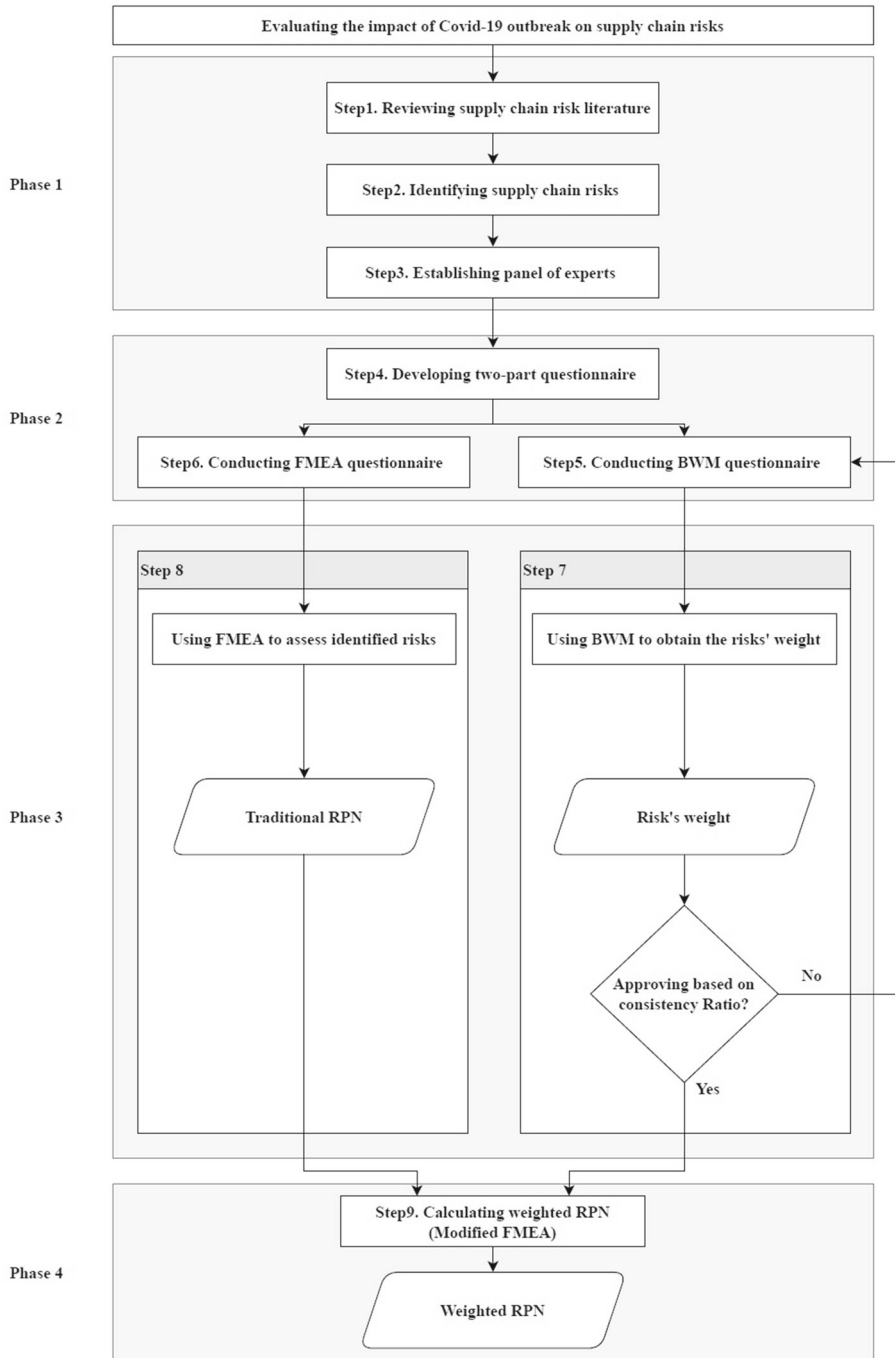 Evaluating the impact of Covid-19 outbreak on supply chain risks
Phase 1
Step1. Reviewing supply chain risk literature
Step2. Identifying supply chain risks
Step3. Establishing panel of experts
Phase 2
Step4. Developing two-part questionnaire
Step6. Conducting FMEA questionnaire
Step5. Conducting BWM questionnaire
Phase 3
Step 8
Using FMEA to assess identified risks
Traditional RPN
Step 7
Using BWM to obtain the risks' weight
Risk's weight
Approving based on
consistency Ratio?
No
Yes
Phase 4
Step9. Calculating weighted RPN
(Modified FMEA)
Weighted RPN